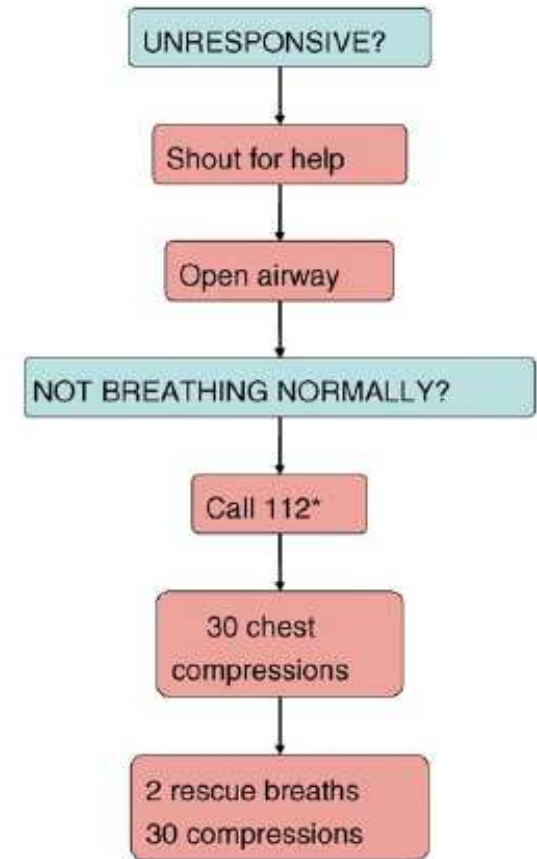 UNRESPONSIVE?
Shout for help
Open airway
NOT BREATHING NORMALLY?
Call 112*
30 chest
compressions
2 rescue breaths
30 compressions